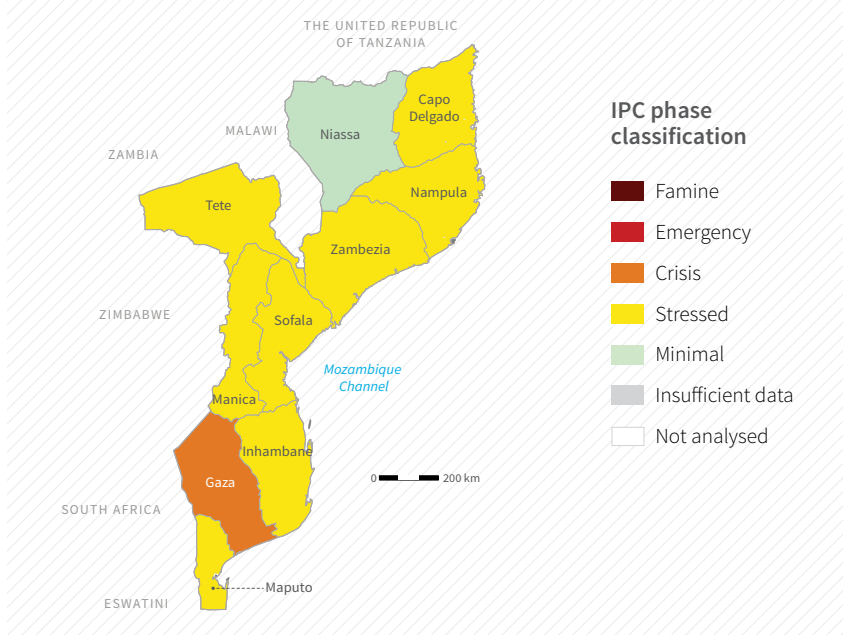 THE UNITED REPUBLIC
OF TANZANIA
Capo
Delgado
MALAWI
Niassa
ZAMBIA
Nampula
Tete
Zambezia
ZIMBABWE
Sofala
Mozambique
Channel
Manica
Inhambane
Gaza
0
200 km
SOUTH AFRICA
Maputo
ESWATINI
IPC phase
classification
Famine
Emergency
Crisis
Stressed
Minimal
Insufficient data
Not analysed